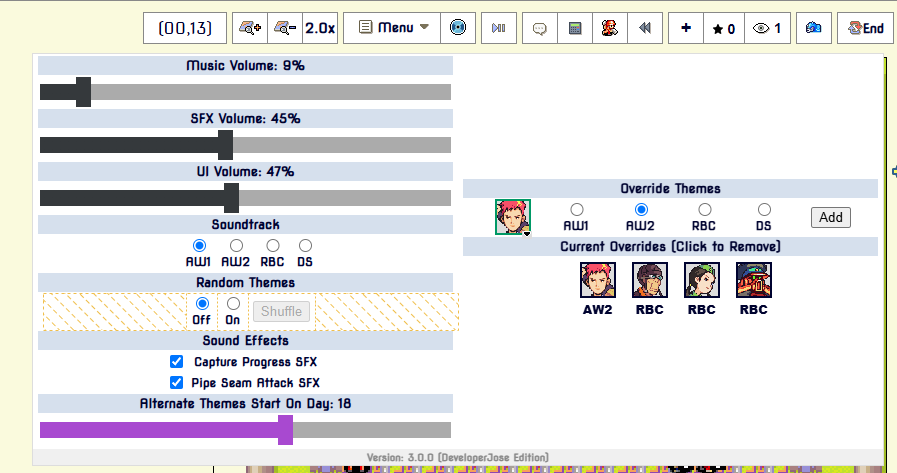 (00,13) 2.0x Menu 0 1 End
Music Volume: 9%
SFX Volume: 45%
UI Volume: 47%
Soundtrack
AW1 AW2 RBC DS
Random Themes
Off On Shuffle
Sound Effects
Capture Progress SFX
Pipe Seam Attack SFX
Alternate Themes Start On Day: 18
Override Themes
AW1 AW2 RBC DS Add
Current Overrides (Click to Remove)
AW2 RBC RBC RBC
Version: 3.0.0 (DeveloperJose Edition)